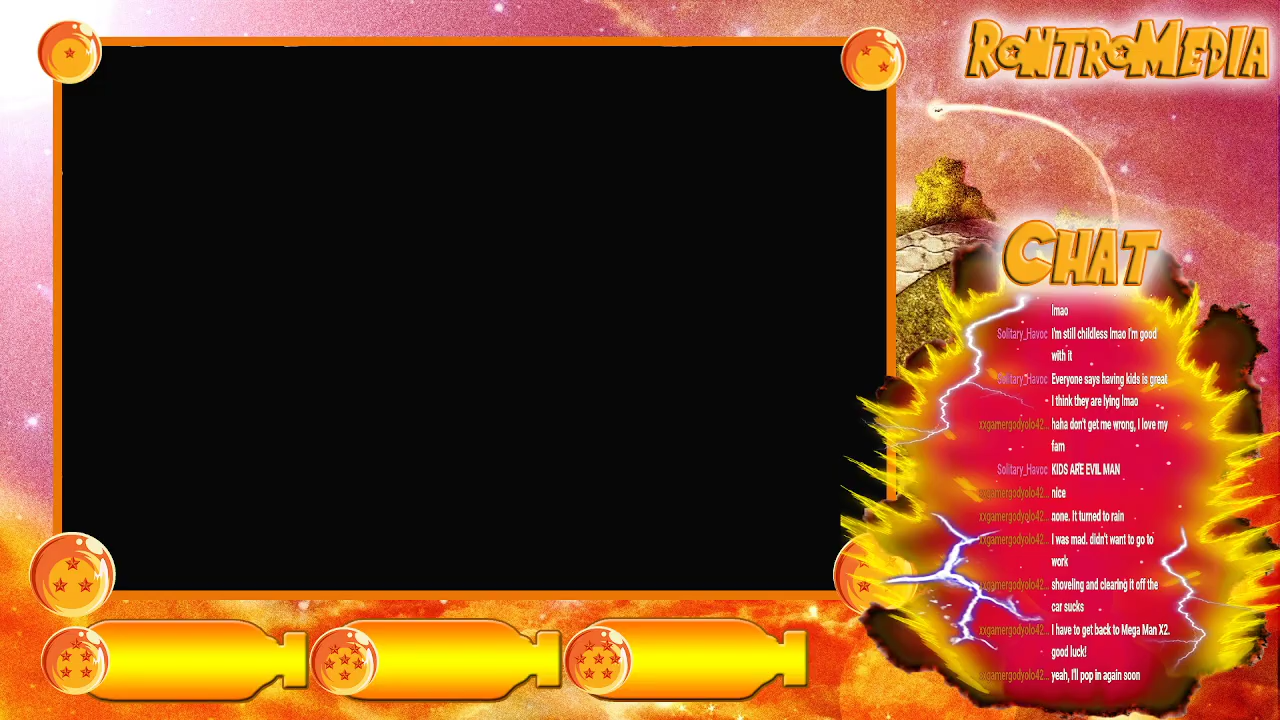 RONTROMEDIA
CHAT
lmao
Solitary_Havoc I'm still childless lmao I'm good
with it
Solitary_Havoc Everyone says having kids is great
I think they are lying lmao
xxgamergodyolo42... haha don't get me wrong, I love my
fam
Solitary_Havoc KIDS ARE EVIL MAN
xxgamergodyolo42... nice
xxgamergodyolo42... gone. It turned to rain
xxgamergodyolo42... I was mad. didn't want to go to
work
xxgamergodyolo42... shoveling and clearing it off the
car sucks
xxgamergodyolo42... I have to get back to Mega Man X2.
good luck!
xxgamergodyolo42... yeah, I'll pop in again soon